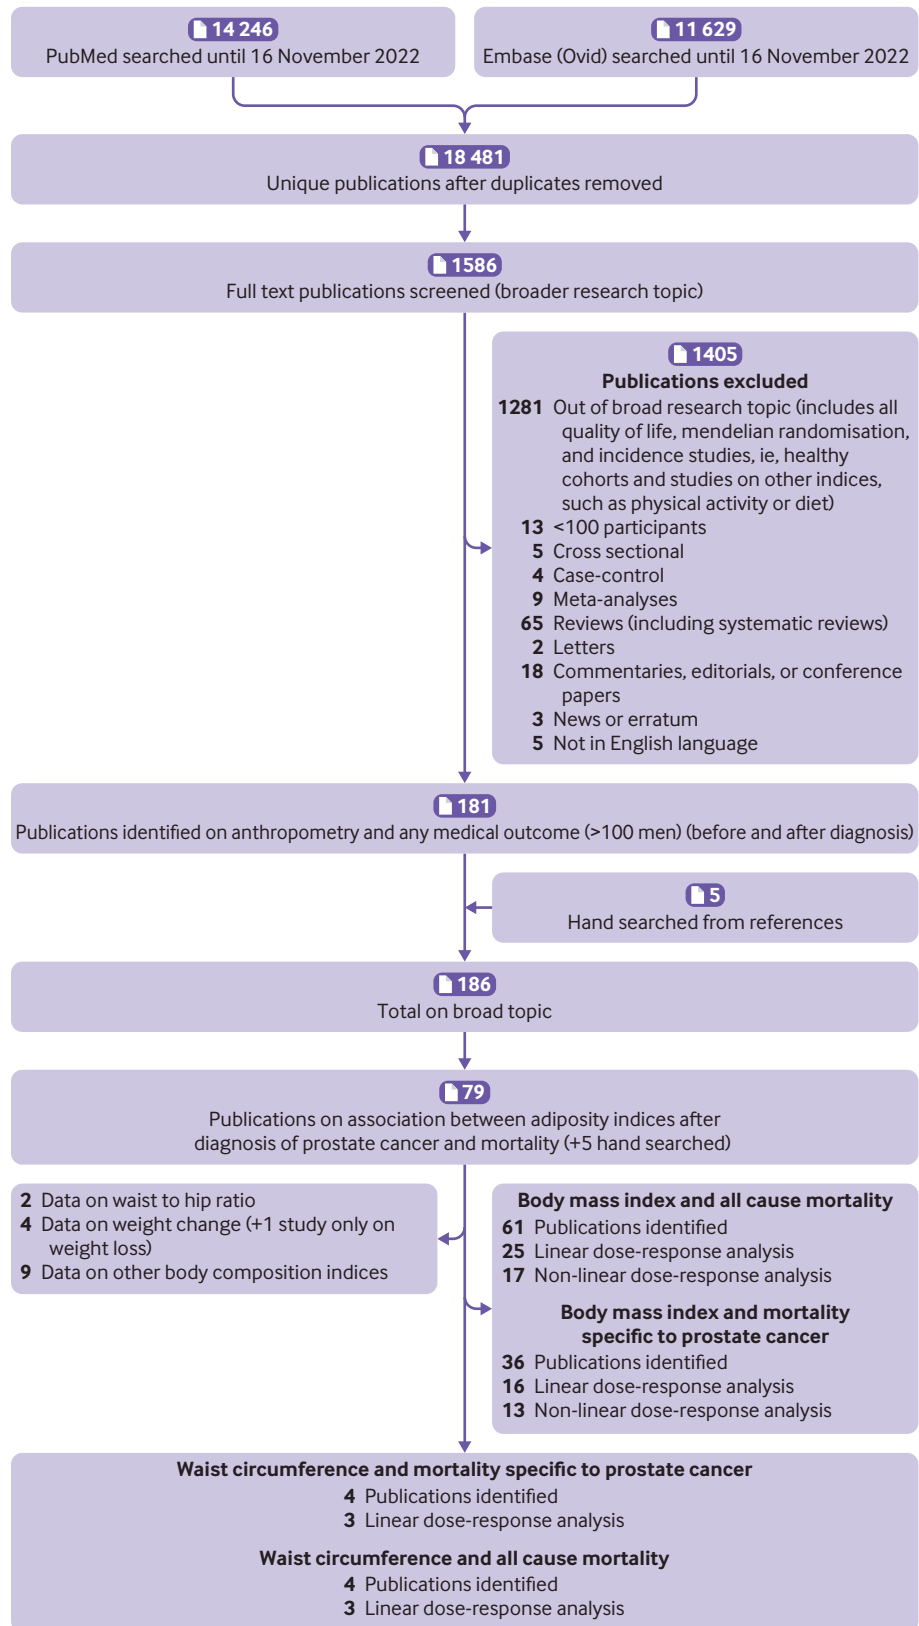 14 246
PubMed searched until 16 November 2022
11 629
Embase (Ovid) searched until 16 November 2022
18 481
Unique publications after duplicates removed
1586
Full text publications screened (broader research topic)
1405
Publications excluded
1281 Out of broad research topic (includes all
quality of life, mendelian randomisation,
and incidence studies, ie, healthy
cohorts and studies on other indices,
such as physical activity or diet)
13 <100 participants
5 Cross sectional
4 Case-control
9 Meta-analyses
65 Reviews (including systematic reviews)
2 Letters
18 Commentaries, editorials, or conference
papers
3 News or erratum
5 Not in English language
181
Publications identified on anthropometry and any medical outcome (>100 men) (before and after diagnosis)
5
Hand searched from references
186
Total on broad topic
79
Publications on association between adiposity indices after
diagnosis of prostate cancer and mortality (+5 hand searched)
2 Data on waist to hip ratio
4 Data on weight change (+1 study only on
weight loss)
9 Data on other body composition indices
Body mass index and all cause mortality
61 Publications identified
25 Linear dose-response analysis
17 Non-linear dose-response analysis
Body mass index and mortality
specific to prostate cancer
36 Publications identified
16 Linear dose-response analysis
13 Non-linear dose-response analysis
Waist circumference and mortality specific to prostate cancer
4 Publications identified
3 Linear dose-response analysis
Waist circumference and all cause mortality
4 Publications identified
3 Linear dose-response analysis